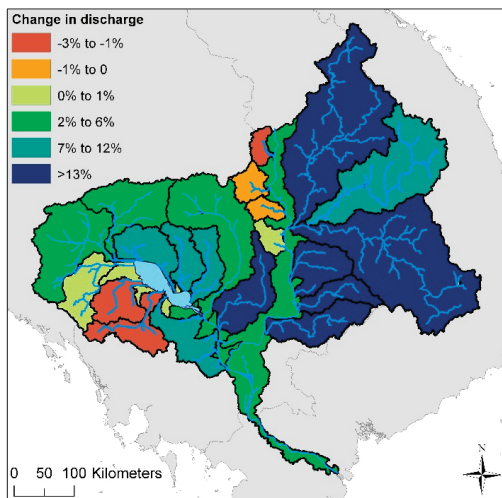 Change in discharge
-3% to -1%
-1% to 0
0% to 1%
2% to 6%
7% to 12%
>13%
N
0 50 100 Kilometers